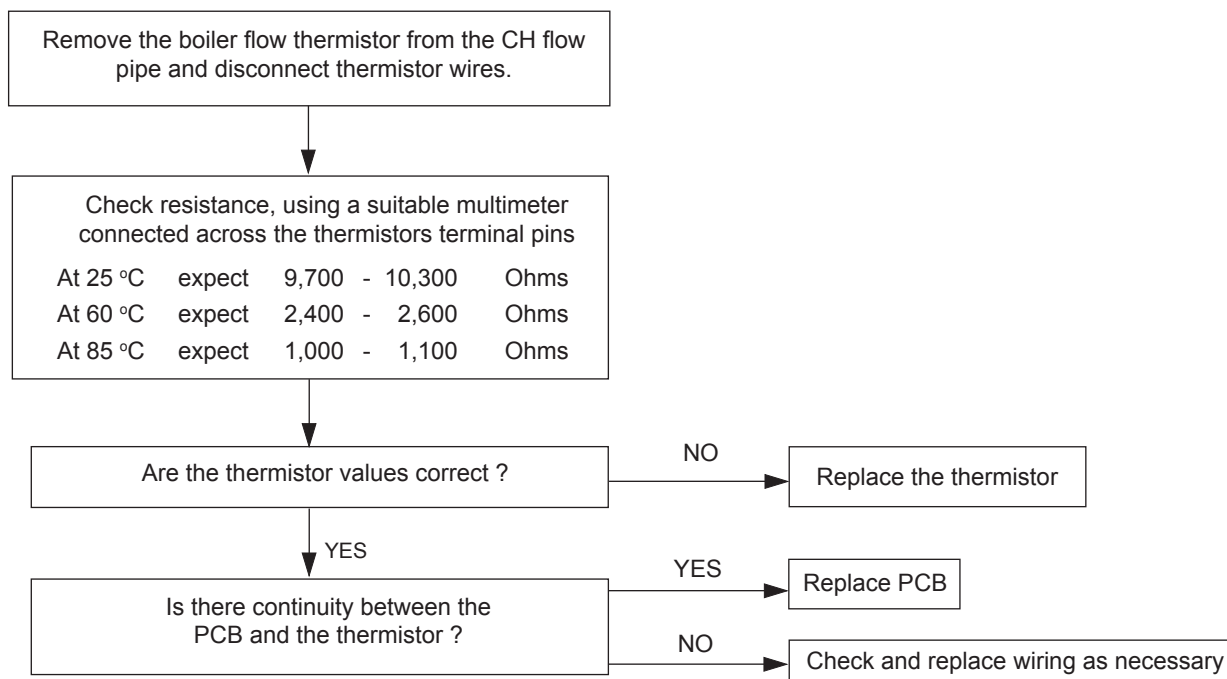 Remove the boiler flow thermistor from the CH flow
pipe and disconnect thermistor wires.
Check resistance, using a suitable multimeter
connected across the thermistors terminal pins
At 25 °C expect 9,700 - 10,300 Ohms
At 60 °C expect 2,400 - 2,600 Ohms
At 85 °C expect 1,000 - 1,100 Ohms
Are the thermistor values correct ?
NO
Replace the thermistor
YES
Is there continuity between the
PCB and the thermistor ?
YES
Replace PCB
NO
Check and replace wiring as necessary